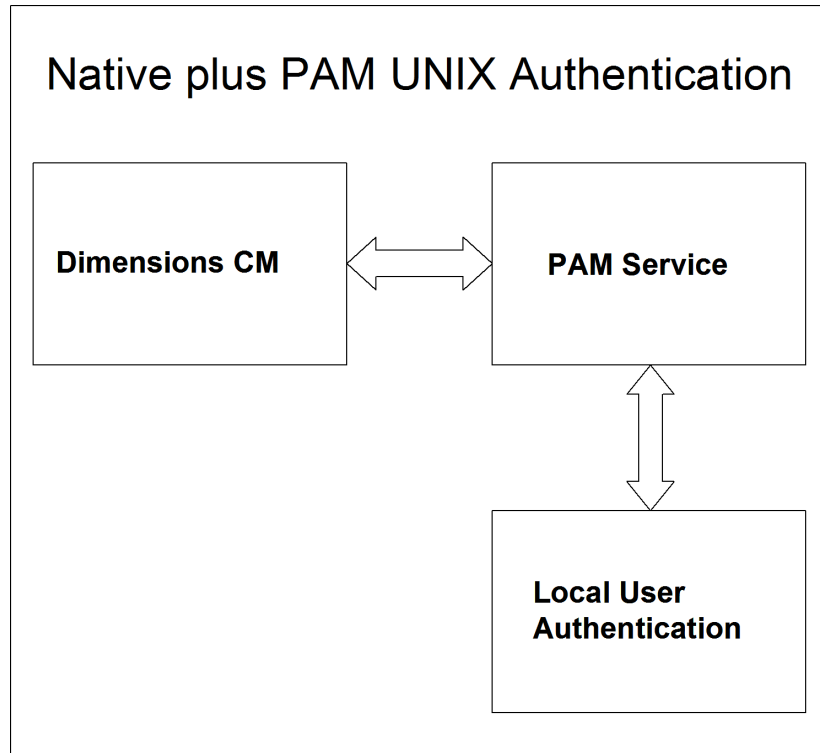 Native plus PAM UNIX Authentication
Dimensions CM
PAM Service
Local User
Authentication